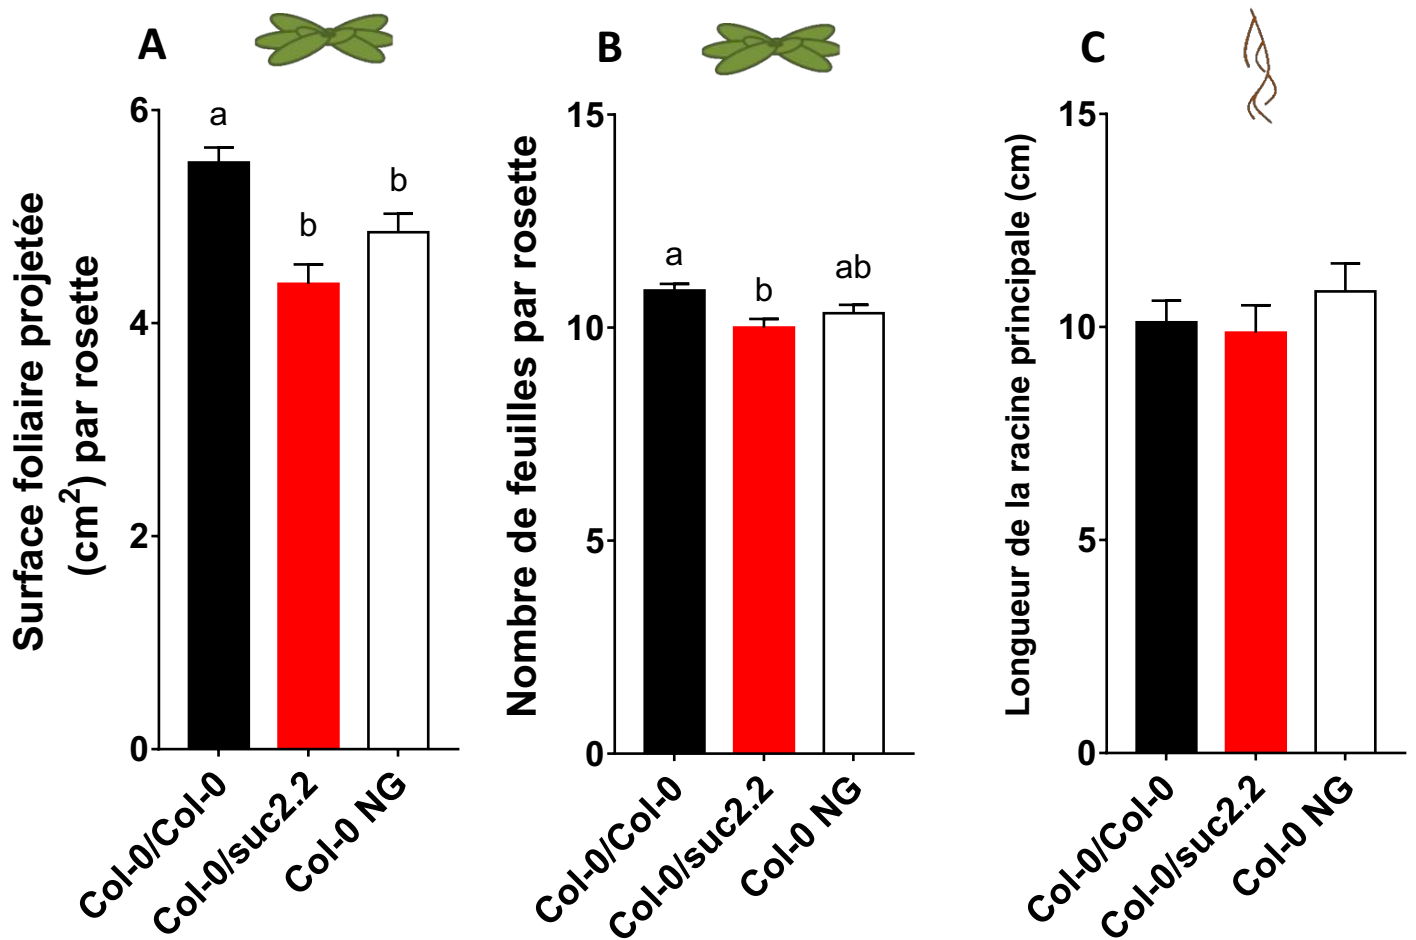 A
Surface foliaire projetée
(cm²) par rosette
6
4
2
0
a
b
b
Col-0/Col-0
Col-0/suc2.2
Col-0 NG
B
Nombre de feuilles par rosette
15
10
5
0
a
b
ab
Col-0/Col-0
Col-0/suc2.2
Col-0 NG
C
Longueur de la racine principale (cm)
15
10
5
0
Col-0/Col-0
Col-0/suc2.2
Col-0 NG